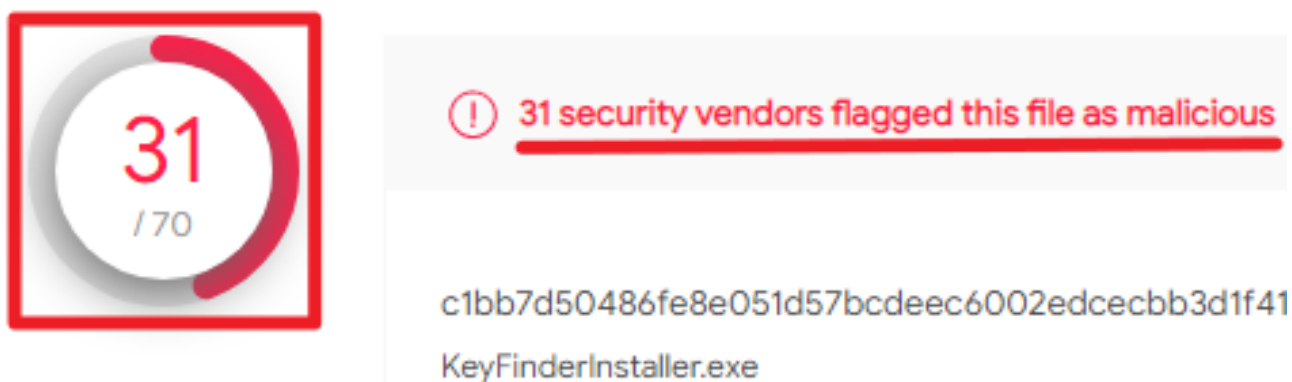 31
/ 70
31 security vendors flagged this file as malicious
c1bb7d50486fe8e051d57bcdeec6002edcecbb3d1f41
KeyFinderInstaller.exe